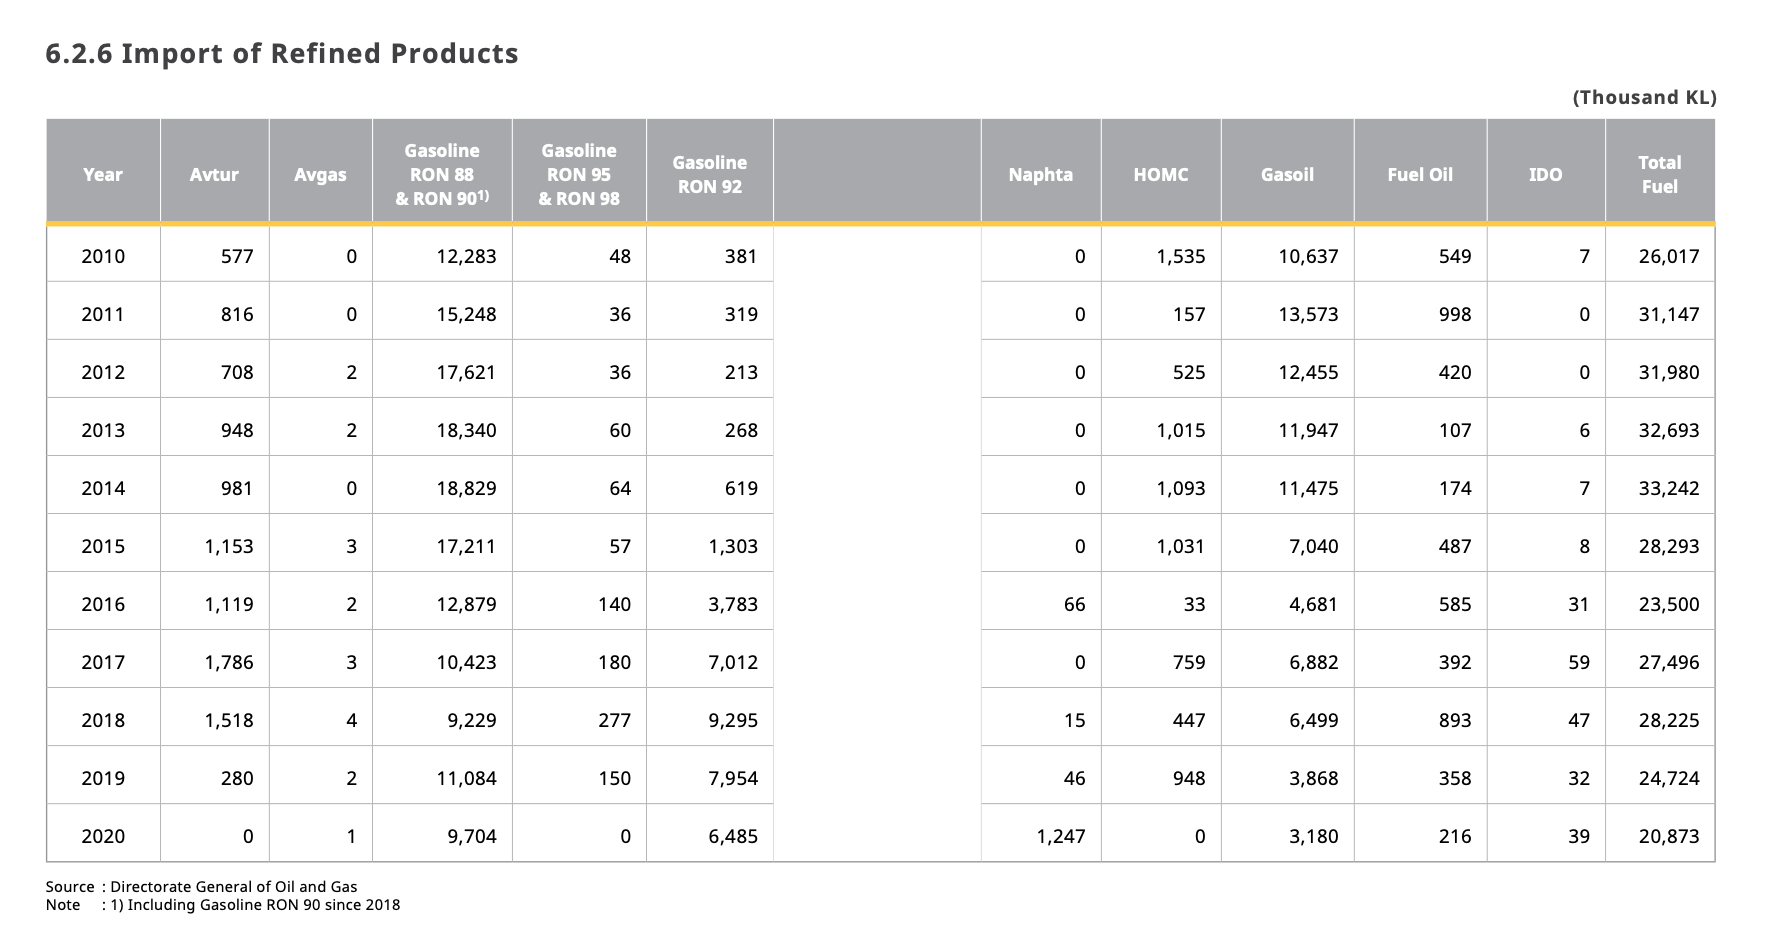 6.2.6 Import of Refined Products
(Thousand KL)
Year Avtur Avgas Gasoline RON 88 & RON 90¹⁾ Gasoline RON 95 & RON 98 Gasoline RON 92 Naphta HOMC Gasoil Fuel Oil IDO Total Fuel
2010 577 0 12,283 48 381 0 1,535 10,637 549 7 26,017
2011 816 0 15,248 36 319 0 157 13,573 998 0 31,147
2012 708 2 17,621 36 213 0 525 12,455 420 0 31,980
2013 948 2 18,340 60 268 0 1,015 11,947 107 6 32,693
2014 981 0 18,829 64 619 0 1,093 11,475 174 7 33,242
2015 1,153 3 17,211 57 1,303 0 1,031 7,040 487 8 28,293
2016 1,119 2 12,879 140 3,783 66 33 4,681 585 31 23,500
2017 1,786 3 10,423 180 7,012 0 759 6,882 392 59 27,496
2018 1,518 4 9,229 277 9,295 15 447 6,499 893 47 28,225
2019 280 2 11,084 150 7,954 46 948 3,868 358 32 24,724
2020 0 1 9,704 0 6,485 1,247 0 3,180 216 39 20,873
Source : Directorate General of Oil and Gas
Note : 1) Including Gasoline RON 90 since 2018